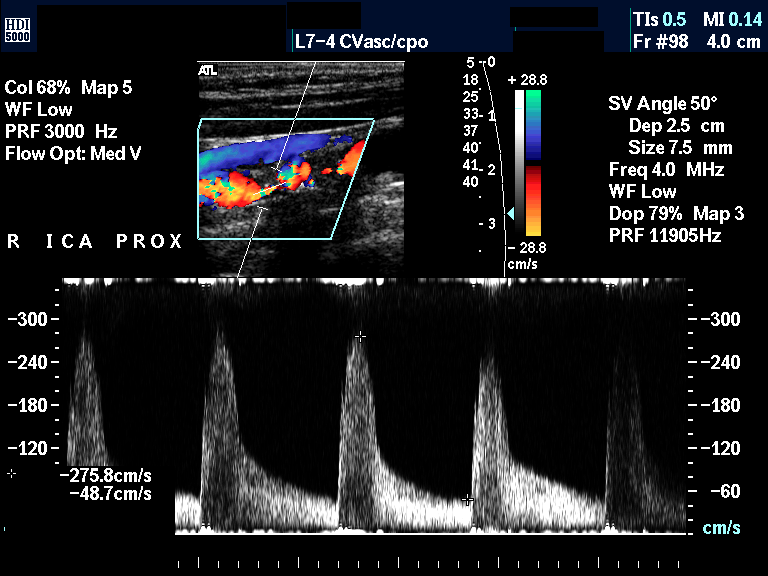 HDI
5000
L7-4 CVasc/cpo
TIs 0.5 MI 0.14
Fr #98 4.0 cm
Col 68% Map 5
WF Low
PRF 3000 Hz
Flow Opt: Med V
ATL
5
18
25
33
37
40
41
40
0
1
2
3
+ 28.8
- 28.8
cm/s
SV Angle 50°
Dep 2.5 cm
Size 7.5 mm
Freq 4.0 MHz
WF Low
Dop 79% Map 3
PRF 11905Hz
R ICA PROX
-300
-240
-180
-120
-275.8cm/s
-48.7cm/s
-300
-240
-180
-120
-60
cm/s